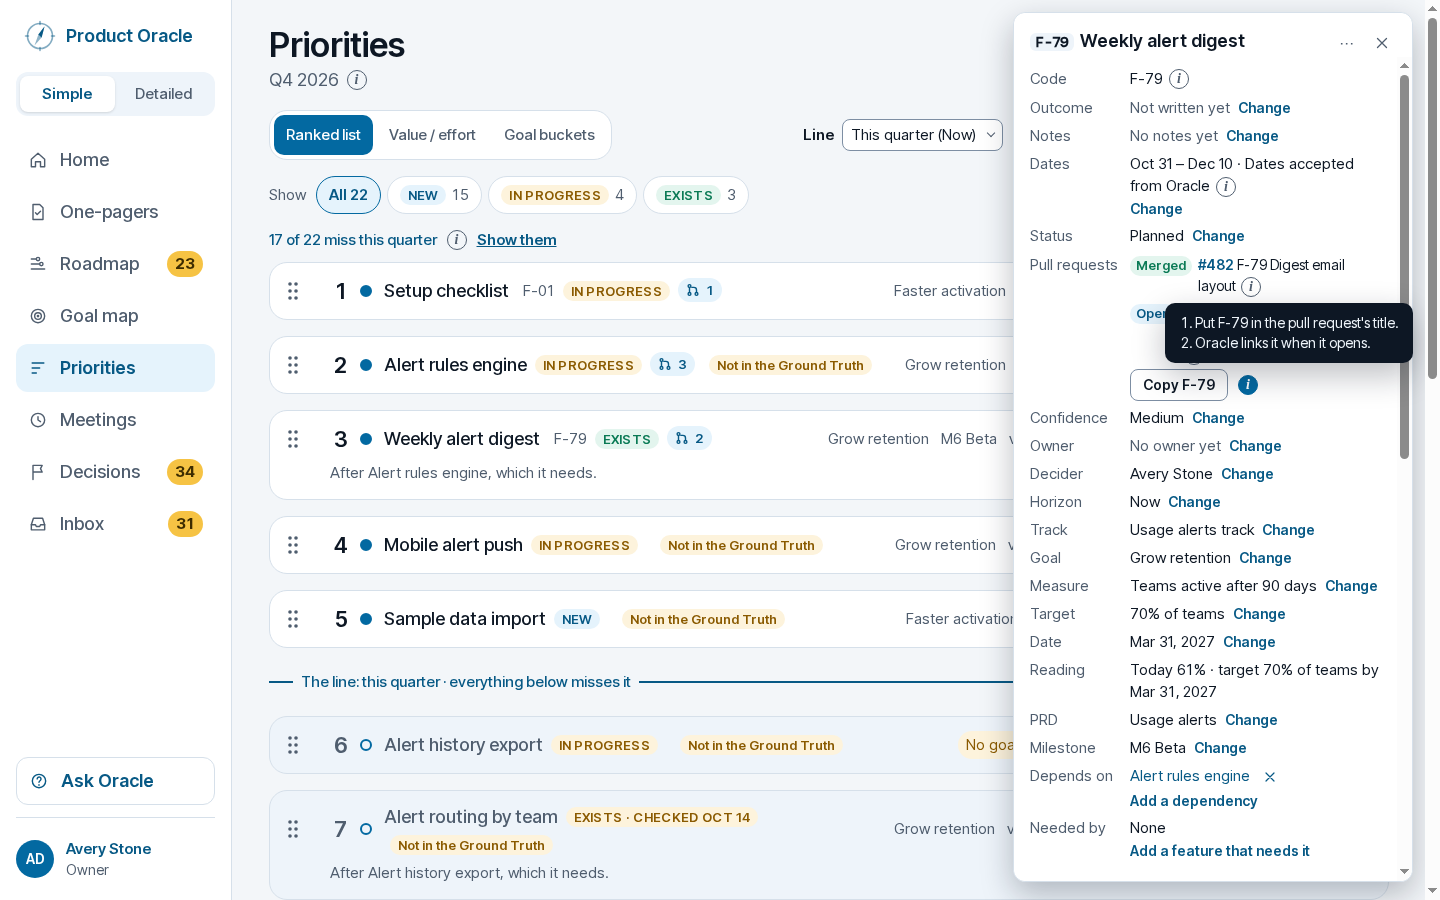 Product Oracle
Simple
Detailed
Home
One-pagers
Roadmap 23
Goal map
Priorities
Meetings
Decisions 34
Inbox 31
Ask Oracle
AD
Avery Stone
Owner
Priorities
Q4 2026 i
Ranked list
Value / effort
Goal buckets
Line
This quarter (Now)
Show
All 22
NEW 15
IN PROGRESS 4
EXISTS 3
17 of 22 miss this quarter i Show them
1 Setup checklist F-01 IN PROGRESS 1 Faster activation
2 Alert rules engine IN PROGRESS 3 Not in the Ground Truth Grow retention
3 Weekly alert digest F-79 EXISTS 2 Grow retention M6 Beta
After Alert rules engine, which it needs.
4 Mobile alert push IN PROGRESS Not in the Ground Truth Grow retention
5 Sample data import NEW Not in the Ground Truth Faster activation
The line: this quarter · everything below misses it
6 Alert history export IN PROGRESS Not in the Ground Truth No goa
7 Alert routing by team EXISTS · CHECKED OCT 14 Grow retention
Not in the Ground Truth
After Alert history export, which it needs.
F-79 Weekly alert digest ...
Code F-79 i
Outcome Not written yet Change
Notes No notes yet Change
Dates Oct 31 – Dec 10 · Dates accepted
from Oracle i
Change
Status Planned Change
Pull requests Merged #482 F-79 Digest email
layout i
Open
1. Put F-79 in the pull request's title.
2. Oracle links it when it opens.
Copy F-79 i
Confidence Medium Change
Owner No owner yet Change
Decider Avery Stone Change
Horizon Now Change
Track Usage alerts track Change
Goal Grow retention Change
Measure Teams active after 90 days Change
Target 70% of teams Change
Date Mar 31, 2027 Change
Reading Today 61% · target 70% of teams by
Mar 31, 2027
PRD Usage alerts Change
Milestone M6 Beta Change
Depends on Alert rules engine
Add a dependency
Needed by None
Add a feature that needs it